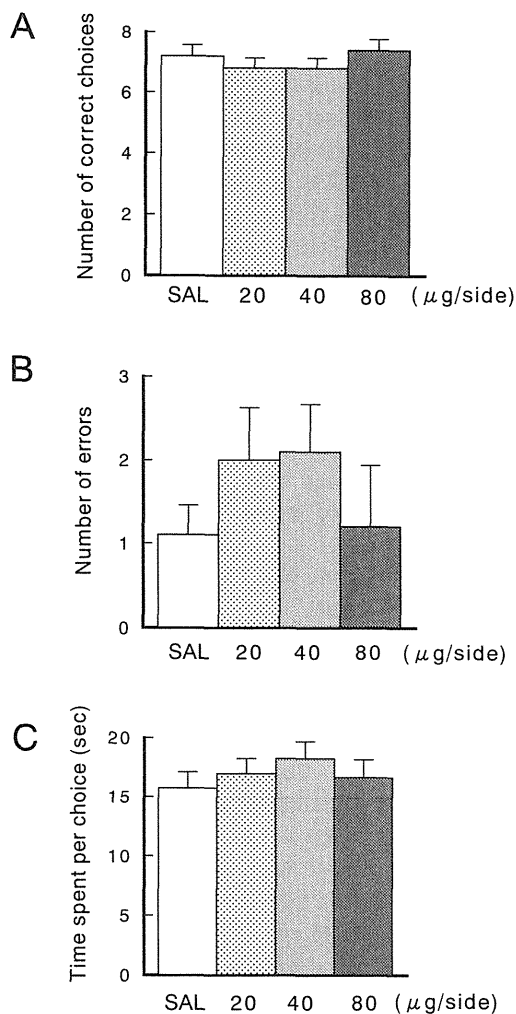 A
Number of correct choices
8
6
4
2
0
SAL 20 40 80 (μg/side)
B
Number of errors
3
2
1
0
SAL 20 40 80 (μg/side)
C
Time spent per choice (sec)
20
15
10
5
0
SAL 20 40 80 (μg/side)